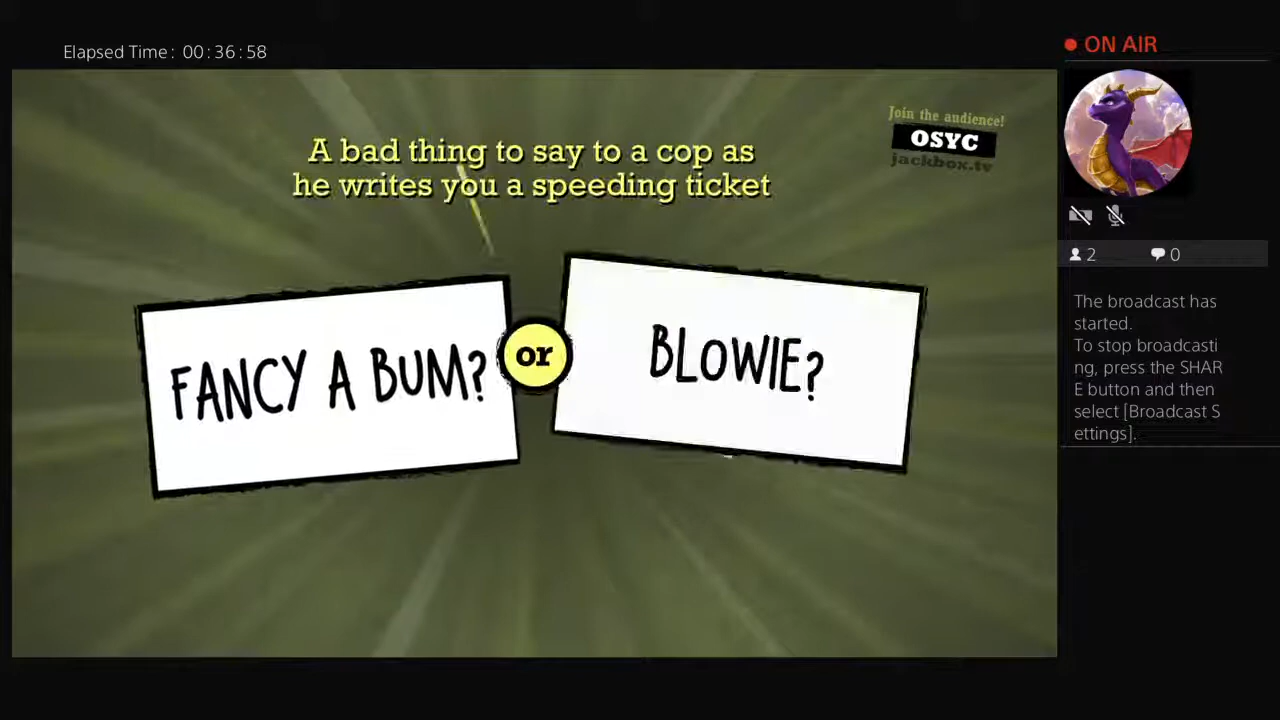 Elapsed Time: 00:36:58
ON AIR
Join the audience!
OSYC
jackbox.tv
A bad thing to say to a cop as
he writes you a speeding ticket
FANCY A BUM?
or
BLOWIE?
2
0
The broadcast has
started.
To stop broadcasti
ng, press the SHAR
E button and then
select [Broadcast S
ettings].